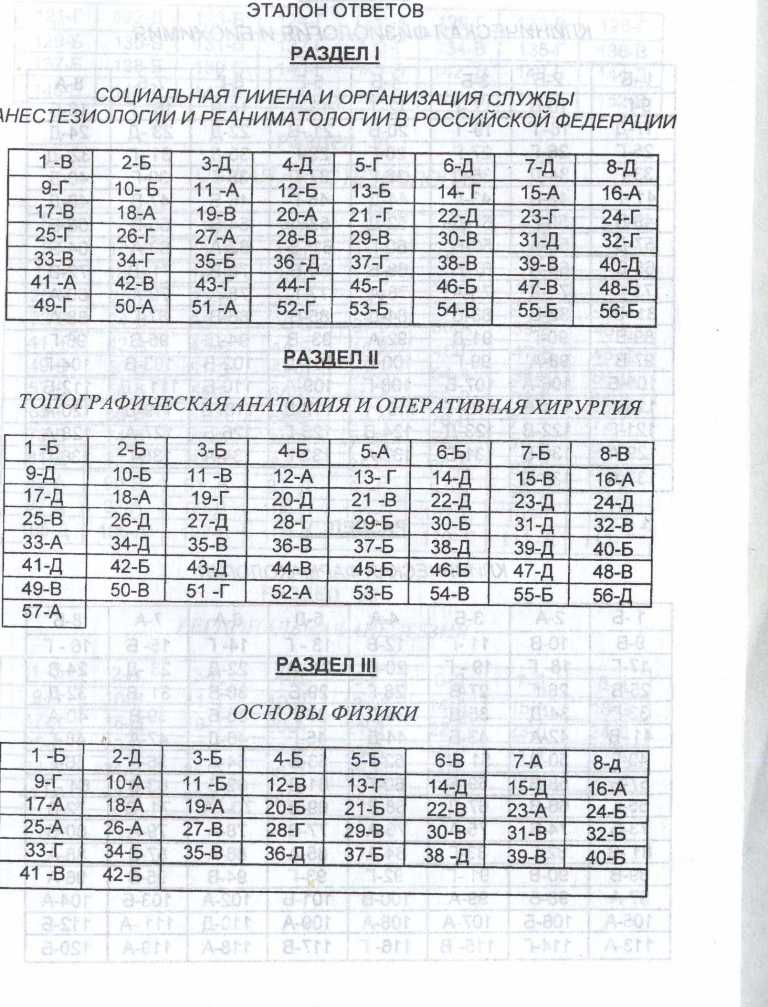 ЭТАЛОН ОТВЕТОВ
РАЗДЕЛ I
СОЦИАЛЬНАЯ ГИИЕНА И ОРГАНИЗАЦИЯ СЛУЖБЫ
АНЕСТЕЗИОЛОГИИ И РЕАНИМАТОЛОГИИ В РОССИЙСКОЙ ФЕДЕРАЦИИ
1 -В 2-Б 3-Д 4-Д 5-Г 6-Д 7-Д 8-Д
9-Г 10- Б 11 -А 12-Б 13-Б 14- Г 15-А 16-А
17-В 18-А 19-В 20-А 21 -Г 22-Д 23-Г 24-Г
25-Г 26-Г 27-А 28-В 29-В 30-В 31-Д 32-Г
33-В 34-Г 35-Б 36 -Д 37-Г 38-В 39-В 40-Д
41 -А 42-В 43-Г 44-Г 45-Г 46-Б 47-В 48-Б
49-Г 50-А 51 -А 52-Г 53-Б 54-В 55-Б 56-Б
РАЗДЕЛ II
ТОПОГРАФИЧЕСКАЯ АНАТОМИЯ И ОПЕРАТИВНАЯ ХИРУРГИЯ
1 -Б 2-Б 3-Б 4-Б 5-А 6-Б 7-Б 8-В
9-Д 10-Б 11 -В 12-А 13- Г 14-Д 15-В 16-А
17-Д 18-А 19-Г 20-Д 21 -В 22-Д 23-Д 24-Д
25-В 26-Д 27-Д 28-Г 29-Б 30-Б 31-Д 32-В
33-А 34-Д 35-В 36-В 37-Б 38-Д 39-Д 40-Б
41-Д 42-Б 43-Д 44-В 45-Б 46-Б 47-Д 48-В
49-В 50-В 51 -Г 52-А 53-Б 54-В 55-Б 56-Д
57-А
РАЗДЕЛ III
ОСНОВЫ ФИЗИКИ
1 -Б 2-Д 3-Б 4-Б 5-Б 6-В 7-А 8-д
9-Г 10-А 11 -Б 12-В 13-Г 14-Д 15-Д 16-А
17-А 18-А 19-А 20-Б 21-Б 22-В 23-А 24-Б
25-А 26-А 27-В 28-Г 29-В 30-В 31-В 32-Б
33-Г 34-Б 35-В 36-Д 37-Б 38 -Д 39-В 40-Б
41 -В 42-Б